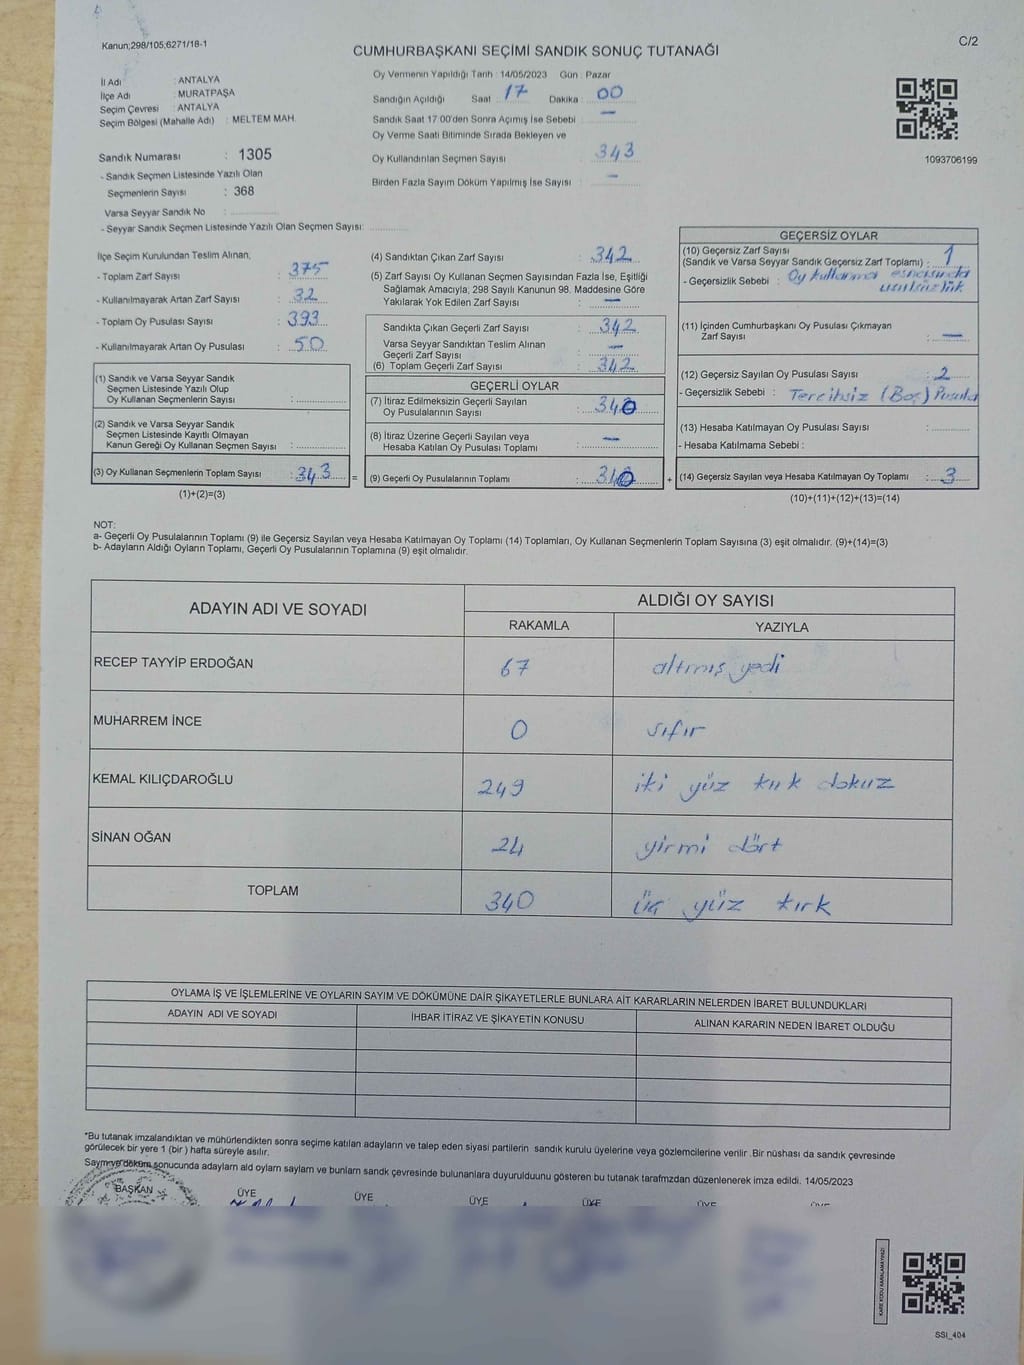 Kanun;298/105;6271/18-1
CUMHURBAŞKANI SEÇİMİ SANDIK SONUÇ TUTANAĞI
C/2
İl Adı : ANTALYA
İlçe Adı : MURATPAŞA
Seçim Çevresi : ANTALYA
Seçim Bölgesi (Mahalle Adı) : MELTEM MAH.
Sandık Numarası : 1305
- Sandık Seçmen Listesinde Yazılı Olan
Seçmenlerin Sayısı : 368
Varsa Seyyar Sandık No :
- Seyyar Sandık Seçmen Listesinde Yazılı Olan Seçmen Sayısı:
Oy Vermenin Yapıldığı Tarih : 14/05/2023 Gün : Pazar
Sandığın Açıldığı Saat 17 Dakika 00
Sandık Saat 17 00'den Sonra Açımış İse Sebebi —
Oy Verme Saati Bitiminde Sırada Bekleyen ve
Oy Kullandırılan Seçmen Sayısı : 343
Birden Fazla Sayım Döküm Yapılmış İse Sayısı : —
1093706199
İlçe Seçim Kurulundan Teslim Alınan,
- Toplam Zarf Sayısı : 375
- Kullanılmayarak Artan Zarf Sayısı : 32
- Toplam Oy Pusulası Sayısı : 393
- Kullanılmayarak Artan Oy Pusulası : 50
(1) Sandık ve Varsa Seyyar Sandık
Seçmen Listesinde Yazılı Olup
Oy Kullanan Seçmenlerin Sayısı :
(2) Sandık ve Varsa Seyyar Sandık
Seçmen Listesinde Kayıtlı Olmayan
Kanun Gereği Oy Kullanan Seçmen Sayısı :
(3) Oy Kullanan Seçmenlerin Toplam Sayısı : 343 =
(1)+(2)=(3)
(4) Sandıktan Çıkan Zarf Sayısı : 342
(5) Zarf Sayısı Oy Kullanan Seçmen Sayısından Fazla İse, Eşitliği
Sağlamak Amacıyla; 298 Sayılı Kanunun 98. Maddesine Göre
Yakılarak Yok Edilen Zarf Sayısı : —
Sandıkta Çıkan Geçerli Zarf Sayısı : 342
Varsa Seyyar Sandıktan Teslim Alınan
Geçerli Zarf Sayısı : —
(6) Toplam Geçerli Zarf Sayısı : 342
GEÇERLİ OYLAR
(7) İtiraz Edilmeksizin Geçerli Sayılan
Oy Pusulalarının Sayısı : 340
(8) İtiraz Üzerine Geçerli Sayılan veya
Hesaba Katılan Oy Pusulası Toplamı : —
(9) Geçerli Oy Pusulalarının Toplamı : 340 +
GEÇERSİZ OYLAR
(10) Geçersiz Zarf Sayısı
(Sandık ve Varsa Seyyar Sandık Geçersiz Zarf Toplamı) : 1
- Geçersizlik Sebebi : Oy kullanma esnasında
usulsüzlük
(11) İçinden Cumhurbaşkanı Oy Pusulası Çıkmayan
Zarf Sayısı : —
(12) Geçersiz Sayılan Oy Pusulası Sayısı : 2
- Geçersizlik Sebebi : Tercihsiz (Boş) Pusula
(13) Hesaba Katılmayan Oy Pusulası Sayısı :
- Hesaba Katılmama Sebebi :
(14) Geçersiz Sayılan veya Hesaba Katılmayan Oy Toplamı : 3
(10)+(11)+(12)+(13)=(14)
NOT:
a- Geçerli Oy Pusulalarının Toplamı (9) ile Geçersiz Sayılan veya Hesaba Katılmayan Oy Toplamı (14) Toplamları, Oy Kullanan Seçmenlerin Toplam Sayısına (3) eşit olmalıdır. (9)+(14)=(3)
b- Adayların Aldığı Oyların Toplamı, Geçerli Oy Pusulalarının Toplamına (9) eşit olmalıdır.
ADAYIN ADI VE SOYADI ALDIĞI OY SAYISI
RAKAMLA YAZIYLA
RECEP TAYYİP ERDOĞAN 67 altmış yedi
MUHARREM İNCE 0 sıfır
KEMAL KILIÇDAROĞLU 249 iki yüz kırk dokuz
SİNAN OĞAN 24 yirmi dört
TOPLAM 340 üç yüz kırk
OYLAMA İŞ VE İŞLEMLERİNE VE OYLARIN SAYIM VE DÖKÜMÜNE DAİR ŞİKAYETLERLE BUNLARA AİT KARARLARIN NELERDEN İBARET BULUNDUKLARI
ADAYIN ADI VE SOYADI İHBAR İTİRAZ VE ŞİKAYETİN KONUSU ALINAN KARARIN NEDEN İBARET OLDUĞU
*Bu tutanak imzalandıktan ve mühürlendikten sonra seçime katılan adayların ve talep eden siyasi partilerin sandık kurulu üyelerine veya gözlemcilerine verilir .Bir nüshası da sandık çevresinde
görülecek bir yere 1 (bir ) hafta süreyle asılır.
Sayım ve döküm sonucunda adayların ald oyların sayları ve bunların sandk çevresinde bulunanlara duyurulduunu gösteren bu tutanak tarafmzdan düzenlenerek imza edildi. 14/05/2023
BAŞKAN ÜYE ÜYE ÜYE ÜYE ÜYE
KARE KODU KARALAMAYINIZ!
SSI_404